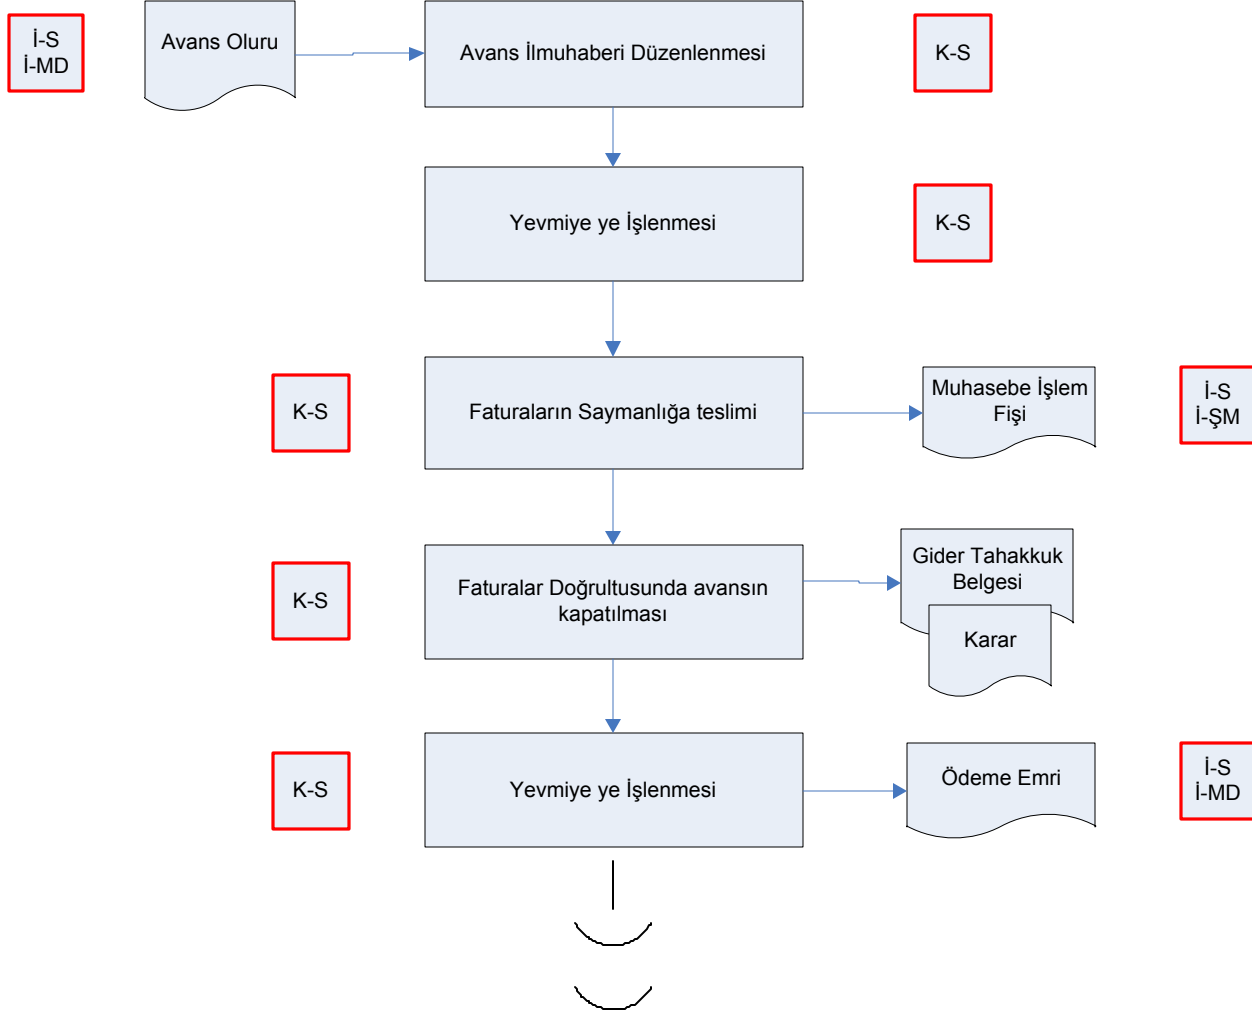 İ-S
İ-MD
Avans Oluru
Avans İlmuhaberi Düzenlenmesi
K-S
Yevmiye ye İşlenmesi
K-S
K-S
Faturaların Saymanlığa teslimi
Muhasebe İşlem
Fişi
İ-S
İ-ŞM
K-S
Faturalar Doğrultusunda avansın
kapatılması
Gider Tahakkuk
Belgesi
Karar
K-S
Yevmiye ye İşlenmesi
Ödeme Emri
İ-S
İ-MD